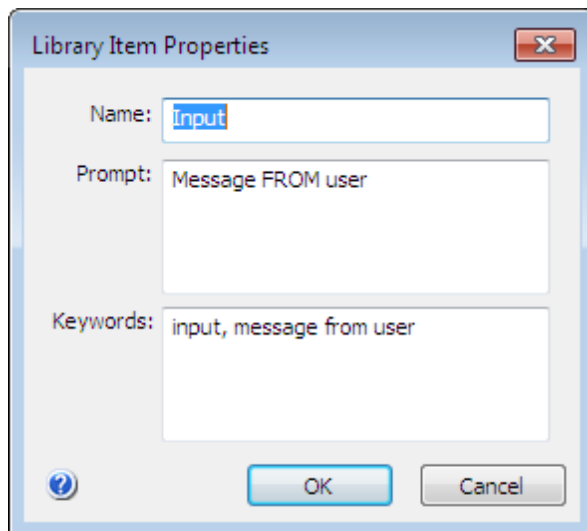 Library Item Properties
Name: Input
Prompt: Message FROM user
Keywords: input, message from user
OK Cancel